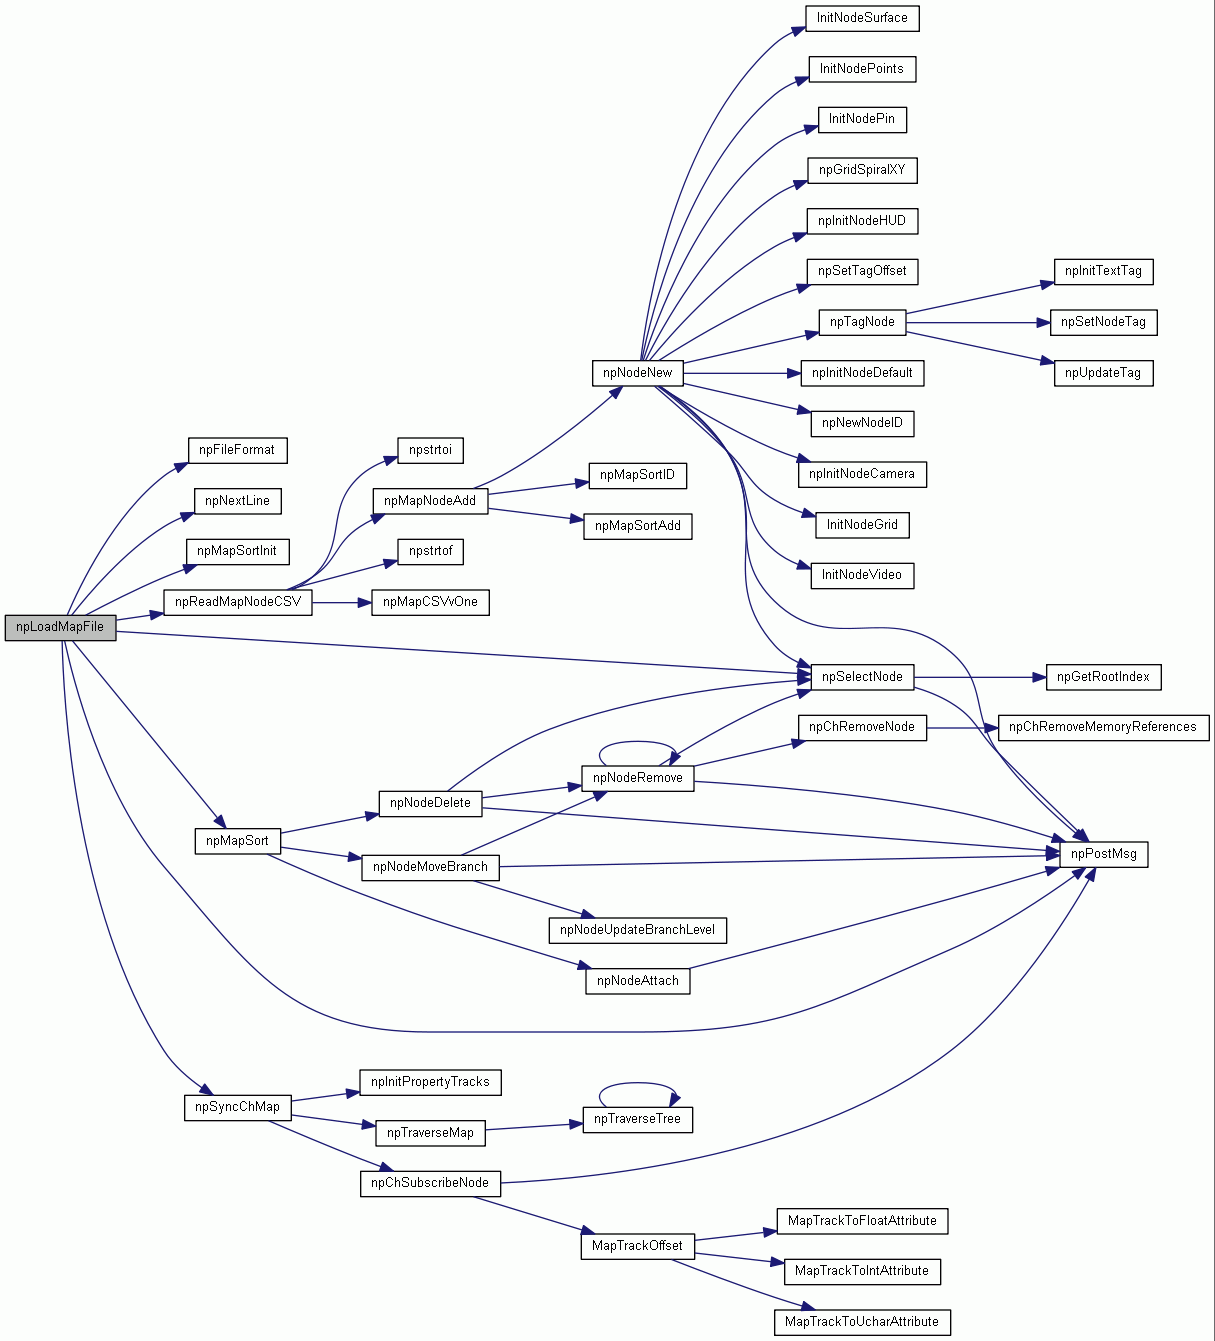 InitNodeSurface
InitNodePoints
InitNodePin
npGridSpiralXY
npInitNodeHUD
npSetTagOffset
npInitTextTag
npTagNode
npSetNodeTag
npNodeNew
npInitNodeDefault
npUpdateTag
npNewNodeID
npFileFormat
npstrtoi
npMapSortID
npInitNodeCamera
npNextLine
npMapNodeAdd
npMapSortAdd
InitNodeGrid
npMapSortInit
npstrtof
InitNodeVideo
npReadMapNodeCSV
npMapCSVvOne
npLoadMapFile
npSelectNode
npGetRootIndex
npChRemoveNode
npChRemoveMemoryReferences
npNodeRemove
npNodeDelete
npMapSort
npPostMsg
npNodeMoveBranch
npNodeUpdateBranchLevel
npNodeAttach
npInitPropertyTracks
npSyncChMap
npTraverseTree
npTraverseMap
npChSubscribeNode
MapTrackToFloatAttribute
MapTrackOffset
MapTrackToIntAttribute
MapTrackToUcharAttribute